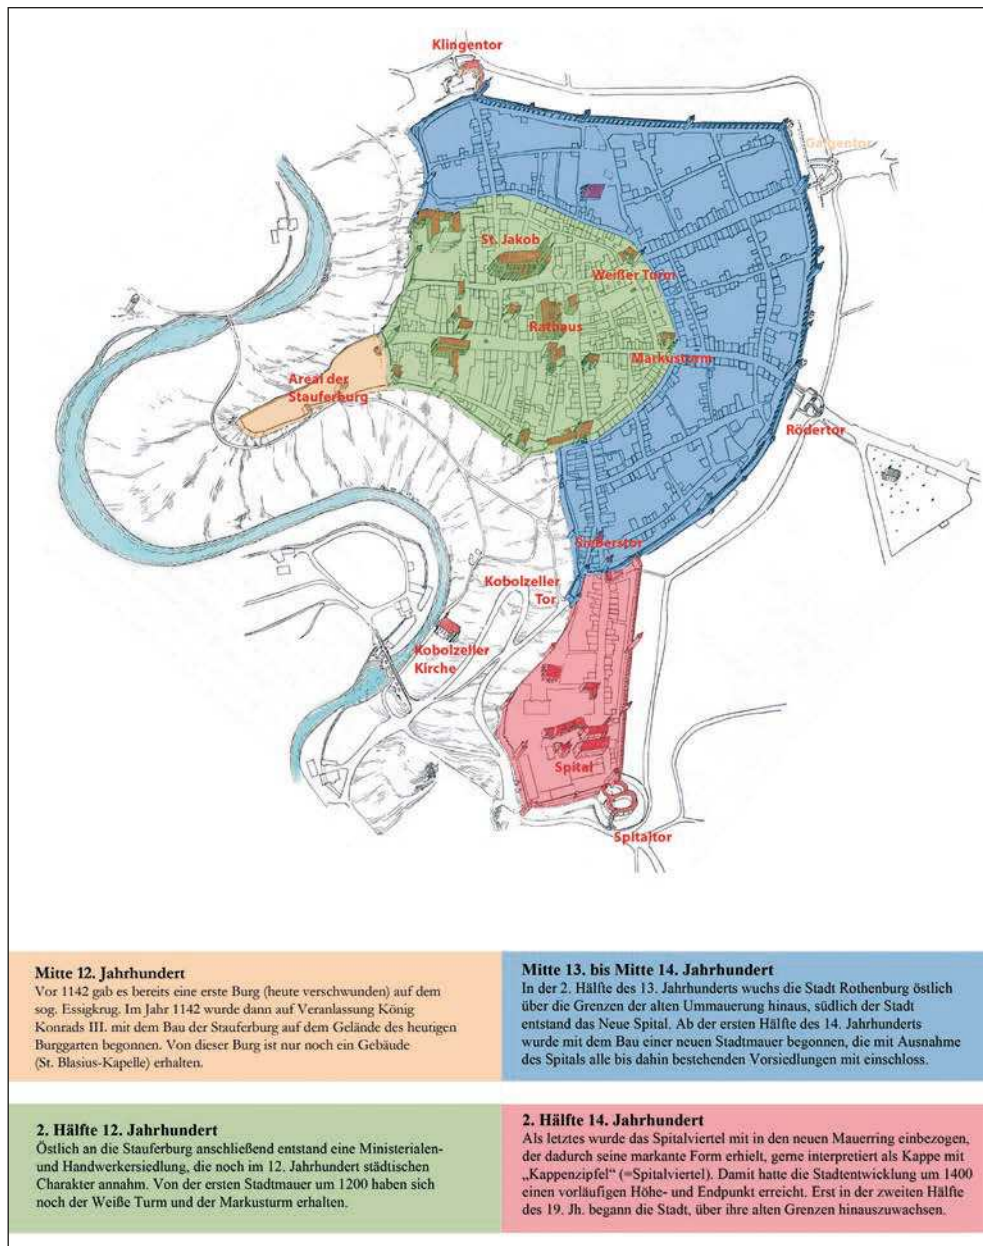 Klingentor
Galgentor
St. Jakob
Weißer Turm
Rathaus
Markusturm
Areal der
Stauferburg
Rödertor
Sieberstor
Kobolzeller
Tor
Kobolzeller
Kirche
Spital
Spitaltor
Mitte 12. Jahrhundert
Vor 1142 gab es bereits eine erste Burg (heute verschwunden) auf dem
sog. Essigkrug. Im Jahr 1142 wurde dann auf Veranlassung König
Konrads III. mit dem Bau der Stauferburg auf dem Gelände des heutigen
Burggarten begonnen. Von dieser Burg ist nur noch ein Gebäude
(St. Blasius-Kapelle) erhalten.
Mitte 13. bis Mitte 14. Jahrhundert
In der 2. Hälfte des 13. Jahrhunderts wuchs die Stadt Rothenburg östlich
über die Grenzen der alten Ummauerung hinaus, südlich der Stadt
entstand das Neue Spital. Ab der ersten Hälfte des 14. Jahrhunderts
wurde mit dem Bau einer neuen Stadtmauer begonnen, die mit Ausnahme
des Spitals alle bis dahin bestehenden Vorsiedlungen mit einschloss.
2. Hälfte 12. Jahrhundert
Östlich an die Stauferburg anschließend entstand eine Ministerialen-
und Handwerkersiedlung, die noch im 12. Jahrhundert städtischen
Charakter annahm. Von der ersten Stadtmauer um 1200 haben sich
noch der Weiße Turm und der Markusturm erhalten.
2. Hälfte 14. Jahrhundert
Als letztes wurde das Spitalviertel mit in den neuen Mauerring einbezogen,
der dadurch seine markante Form erhielt, gerne interpretiert als Kappe mit
„Kappenzipfel“ (=Spitalviertel). Damit hatte die Stadtentwicklung um 1400
einen vorläufigen Höhe- und Endpunkt erreicht. Erst in der zweiten Hälfte
des 19. Jh. begann die Stadt, über ihre alten Grenzen hinauszuwachsen.